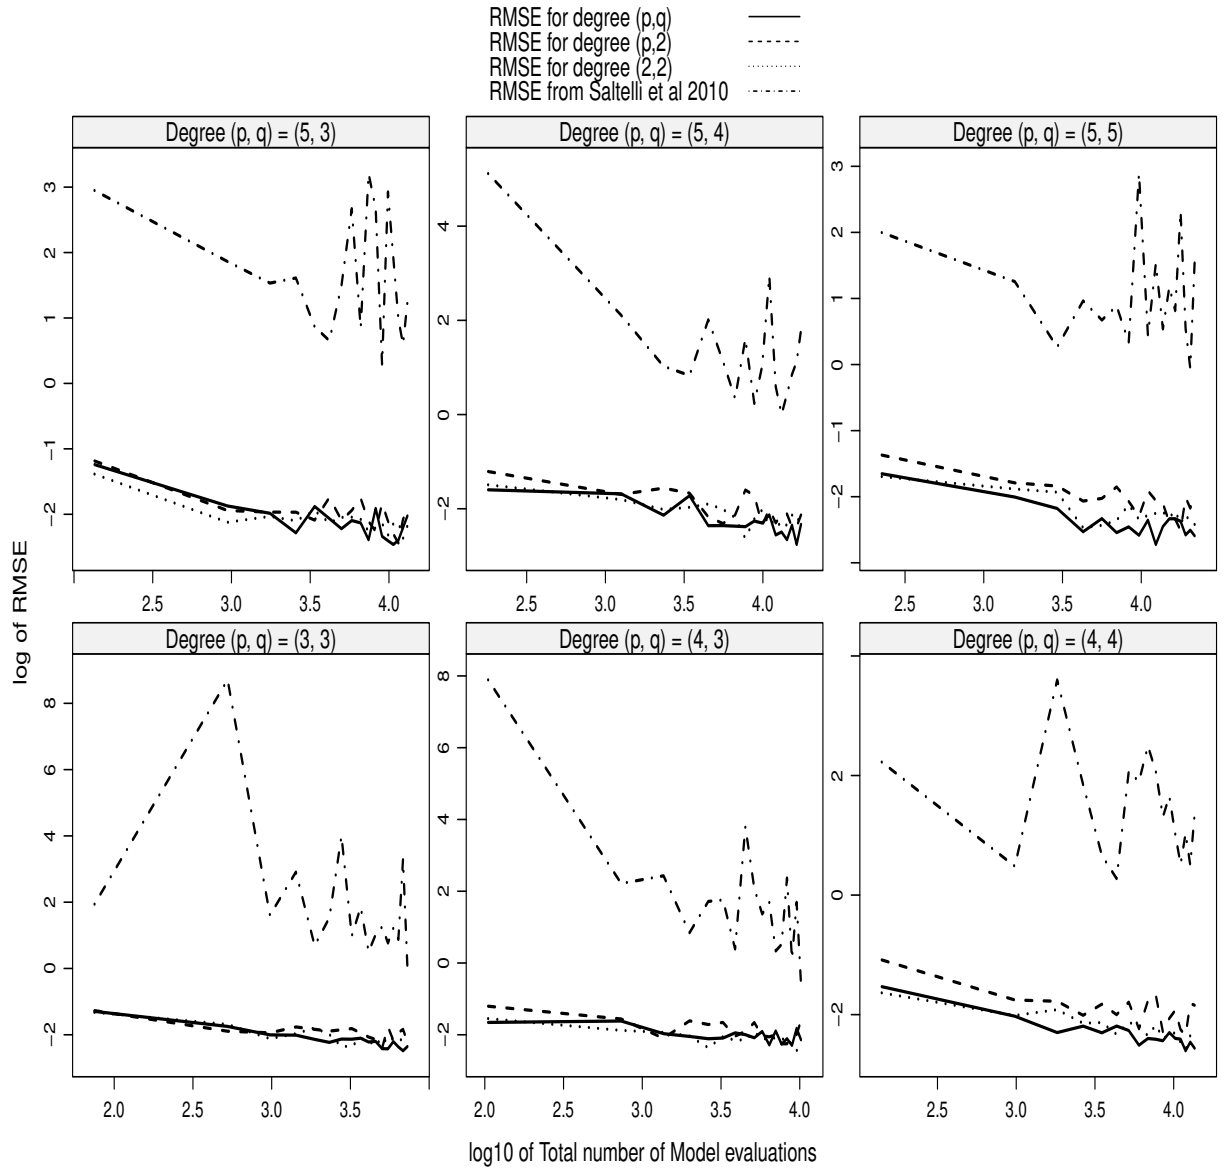 RMSE for degree (p,q)
RMSE for degree (p,2)
RMSE for degree (2,2)
RMSE from Saltelli et al 2010
Degree (p, q) = (5, 3)
Degree (p, q) = (5, 4)
Degree (p, q) = (5, 5)
3
2
1
0
−1
−2
4
2
0
−2
3
2
1
0
−1
−2
2.5 3.0 3.5 4.0
2.5 3.0 3.5 4.0
2.5 3.0 3.5 4.0
log of RMSE
Degree (p, q) = (3, 3)
Degree (p, q) = (4, 3)
Degree (p, q) = (4, 4)
8
6
4
2
0
−2
8
6
4
2
0
−2
2
0
−2
2.0 2.5 3.0 3.5
2.0 2.5 3.0 3.5 4.0
2.5 3.0 3.5 4.0
log10 of Total number of Model evaluations